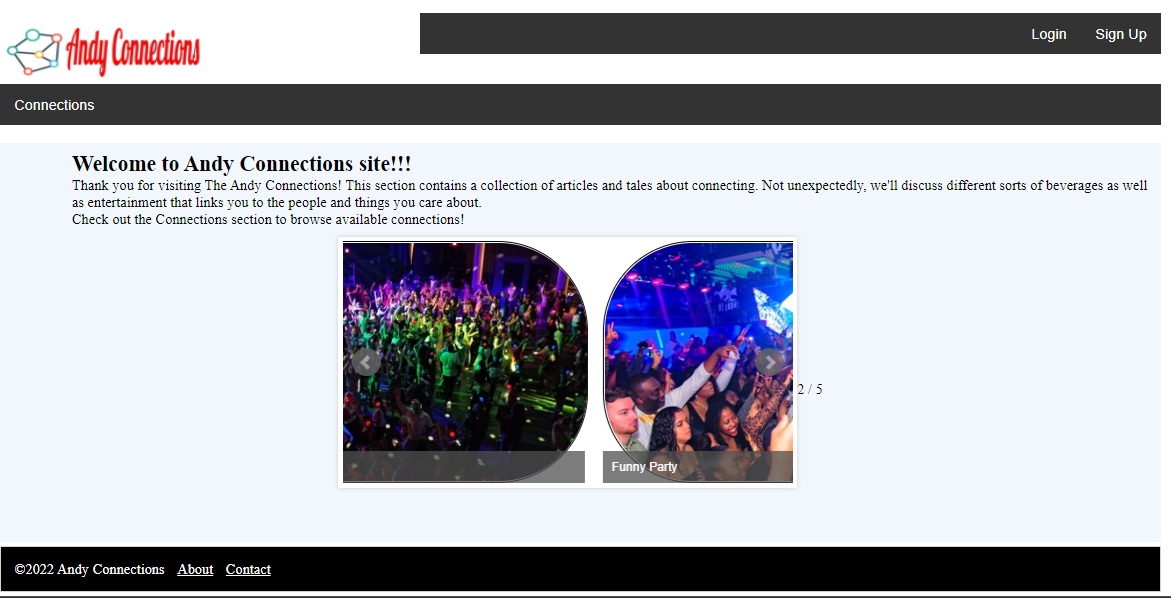 Andy Connections
Login Sign Up
Connections
Welcome to Andy Connections site!!!
Thank you for visiting The Andy Connections! This section contains a collection of articles and tales about connecting. Not unexpectedly, we'll discuss different sorts of beverages as well
as entertainment that links you to the people and things you care about.
Check out the Connections section to browse available connections!
2 / 5
Funny Party
©2022 Andy Connections About Contact